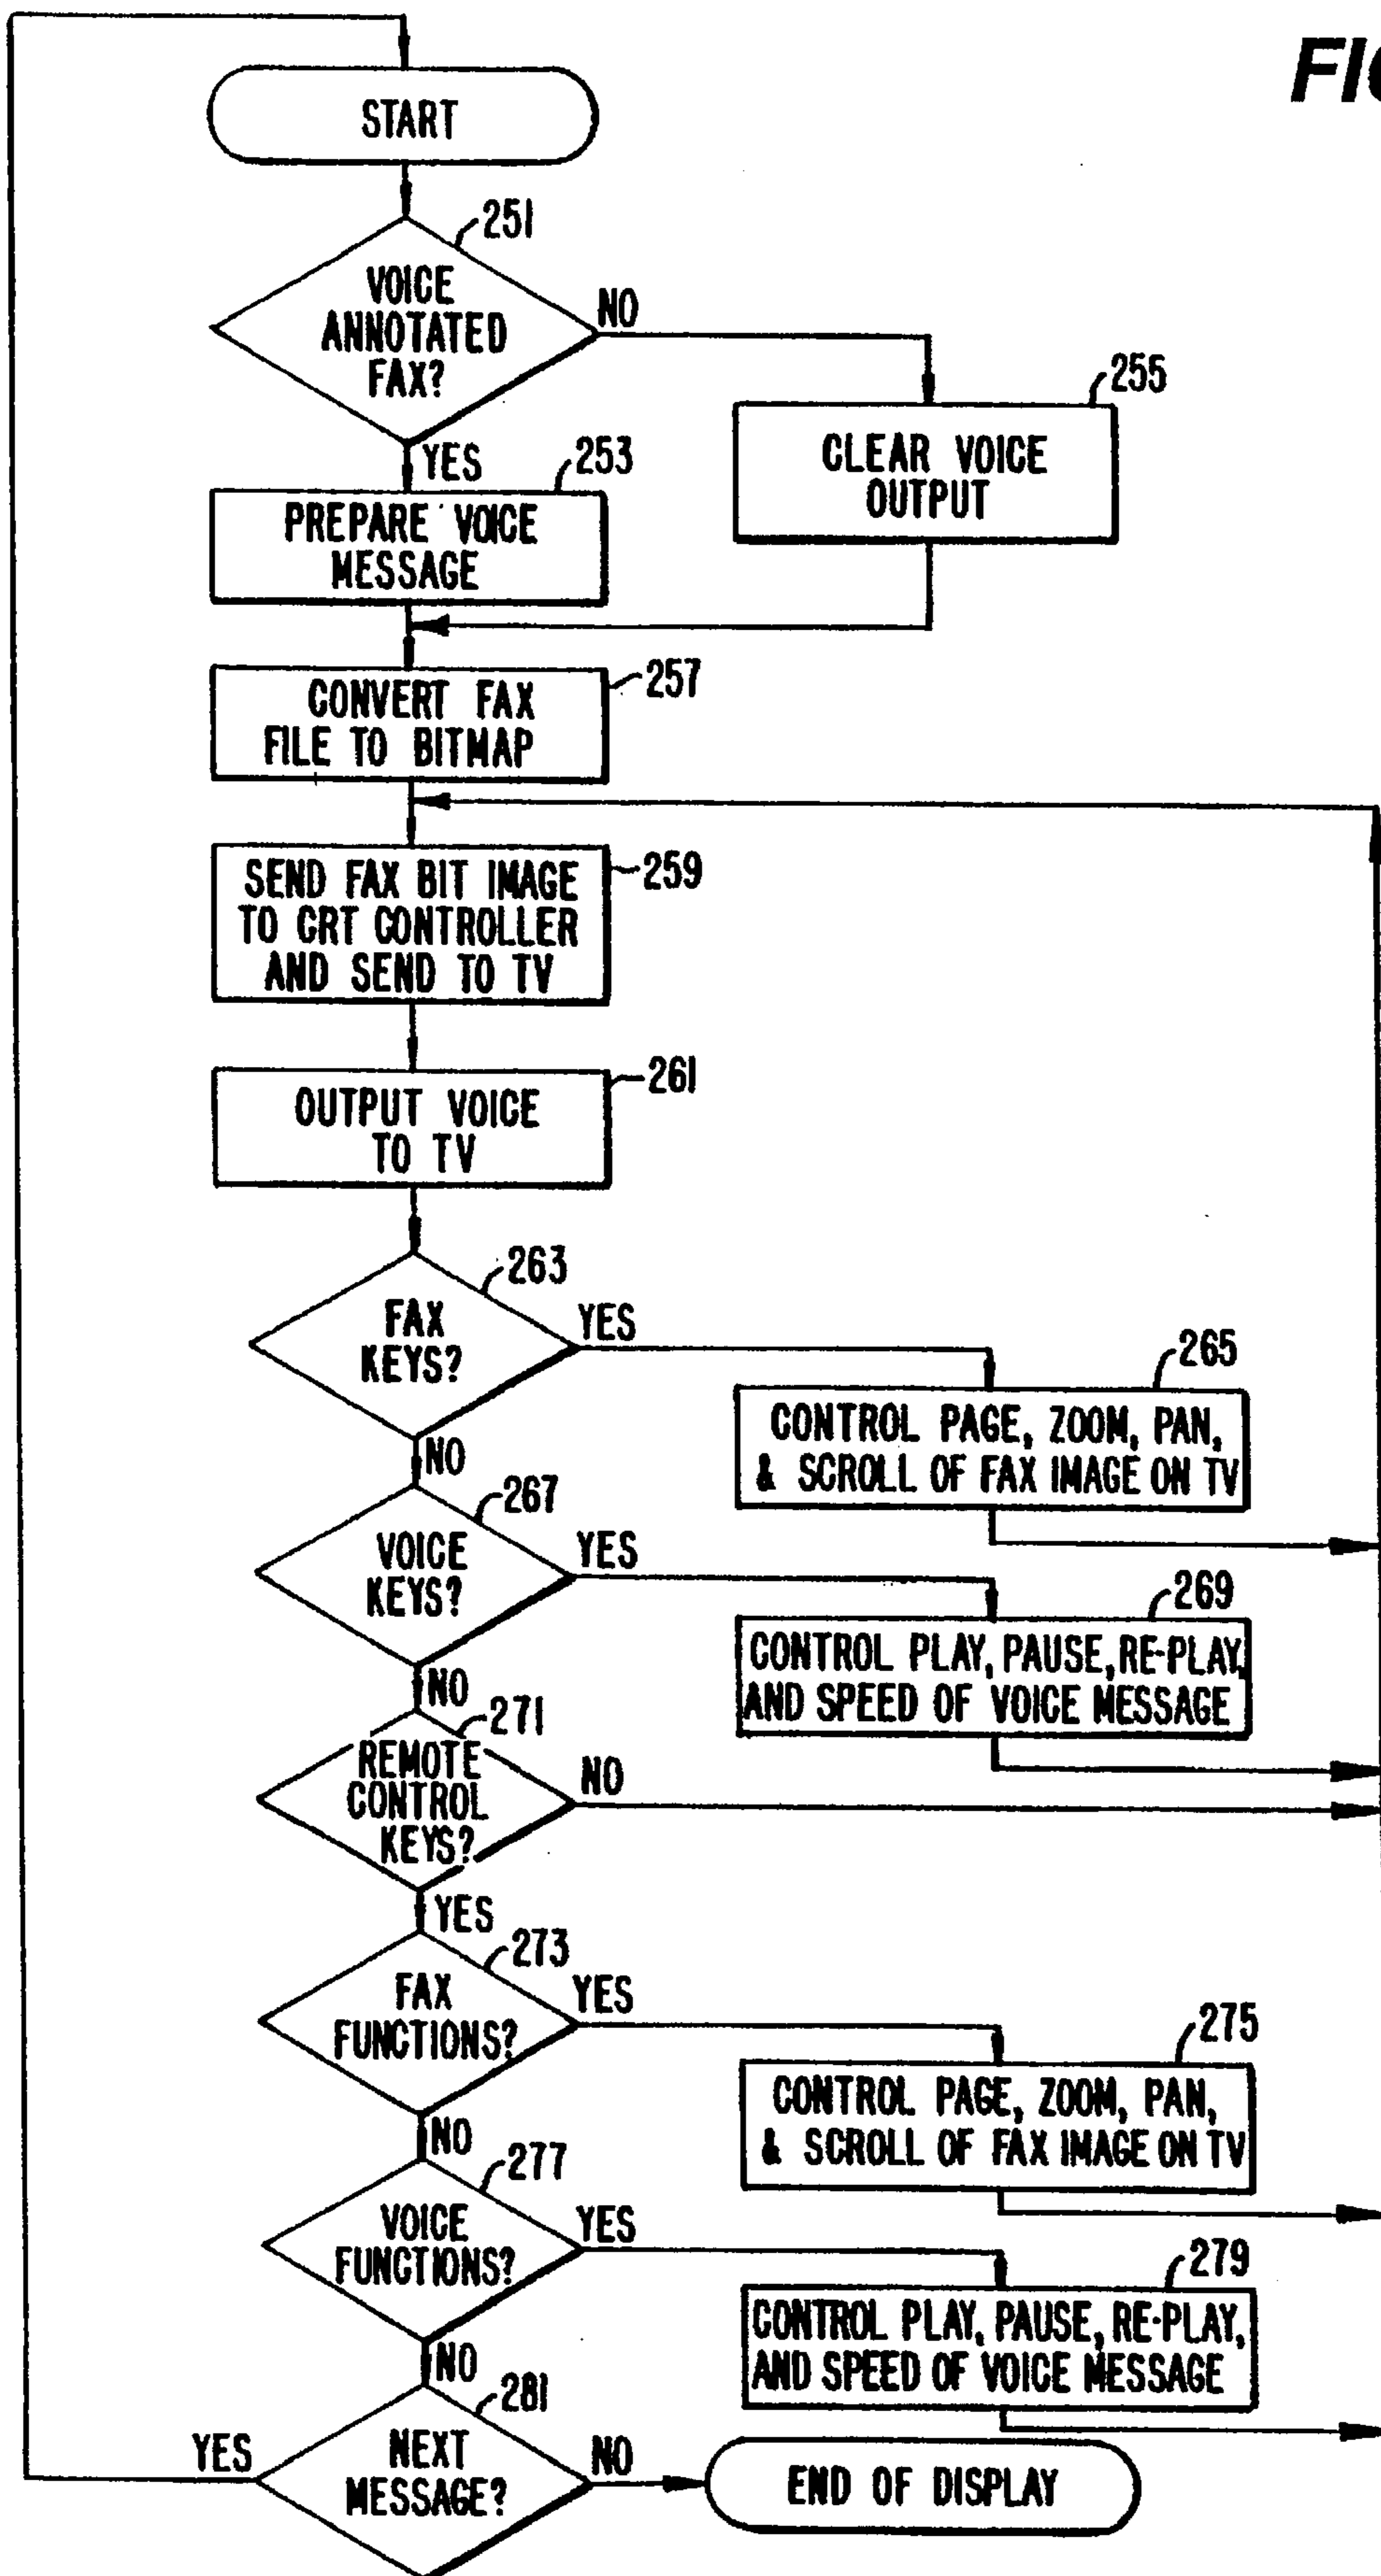 FIG
START
251
VOICE
ANNOTATED
FAX?
NO
YES
255
CLEAR VOICE
OUTPUT
253
PREPARE VOICE
MESSAGE
257
CONVERT FAX
FILE TO BITMAP
259
SEND FAX BIT IMAGE
TO CRT CONTROLLER
AND SEND TO TV
261
OUTPUT VOICE
TO TV
263
FAX
KEYS?
YES
NO
265
CONTROL PAGE, ZOOM, PAN,
& SCROLL OF FAX IMAGE ON TV
267
VOICE
KEYS?
YES
NO
269
CONTROL PLAY, PAUSE, RE-PLAY,
AND SPEED OF VOICE MESSAGE
271
REMOTE
CONTROL
KEYS?
NO
YES
273
FAX
FUNCTIONS?
YES
NO
275
CONTROL PAGE, ZOOM, PAN,
& SCROLL OF FAX IMAGE ON TV
277
VOICE
FUNCTIONS?
YES
NO
279
CONTROL PLAY, PAUSE, RE-PLAY,
AND SPEED OF VOICE MESSAGE
281
NEXT
MESSAGE?
YES
NO
END OF DISPLAY